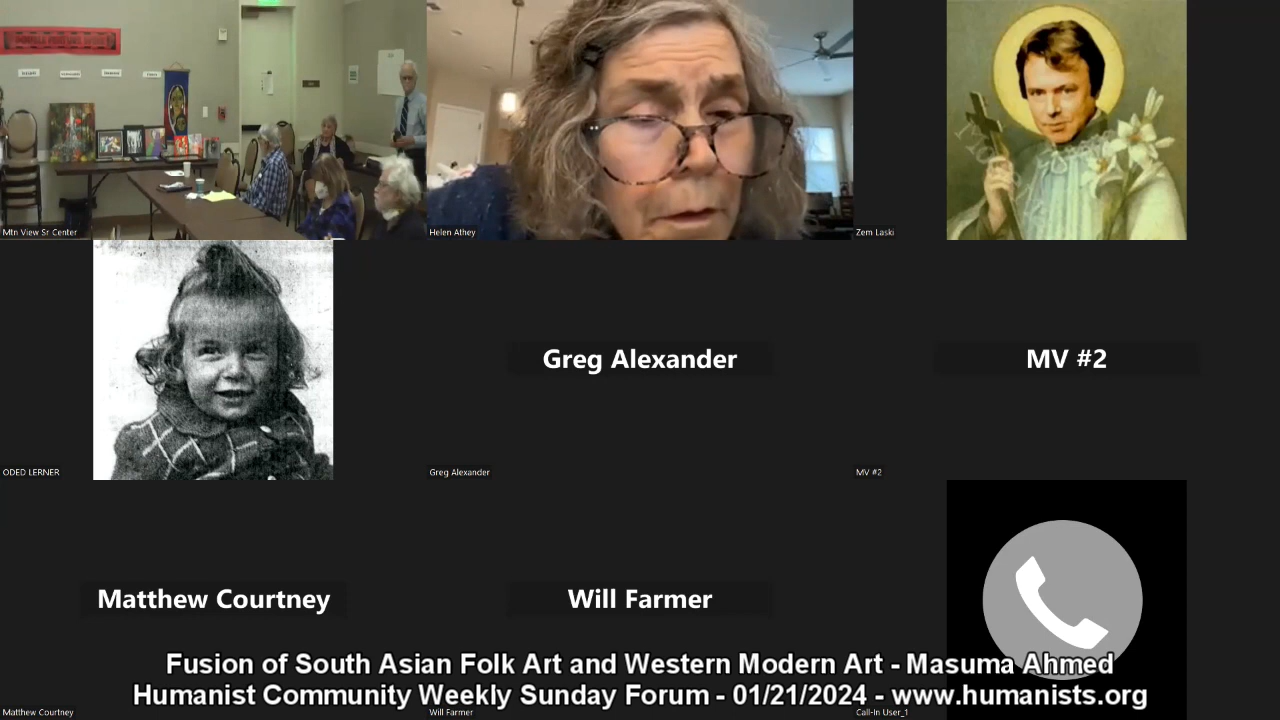 Mtn View Sr Center
Helen Athey
Zem Laski
Greg Alexander
MV #2
ODED LERNER
Greg Alexander
MV #2
Matthew Courtney
Will Farmer
Fusion of South Asian Folk Art and Western Modern Art - Masuma Ahmed
Humanist Community Weekly Sunday Forum - 01/21/2024 - www.humanists.org
Matthew Courtney
Will Farmer
Call-In User_1